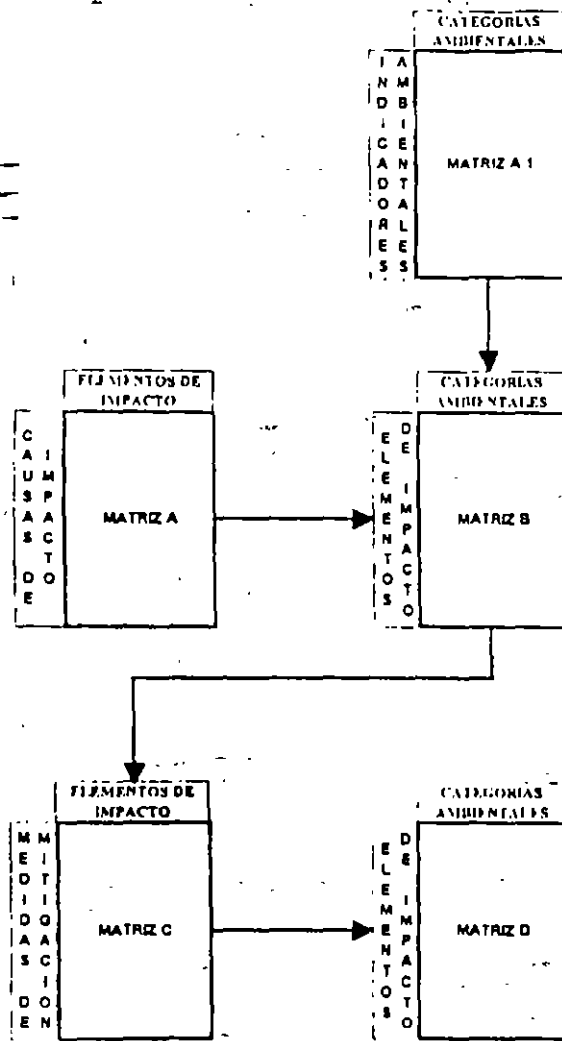 CATEGORIAS
AMBIENTALES
INDICADORES
AMBIENTALES
MATRIZ A 1
ELEMENTOS DE
IMPACTO
CAUSAS DE
IMPACTO
MATRIZ A
CATEGORIAS
AMBIENTALES
ELEMENTOS
DE IMPACTO
MATRIZ B
ELEMENTOS DE
IMPACTO
MEDIDAS DE
MITIGACION
MATRIZ C
CATEGORIAS
AMBIENTALES
ELEMENTOS
DE IMPACTO
MATRIZ D